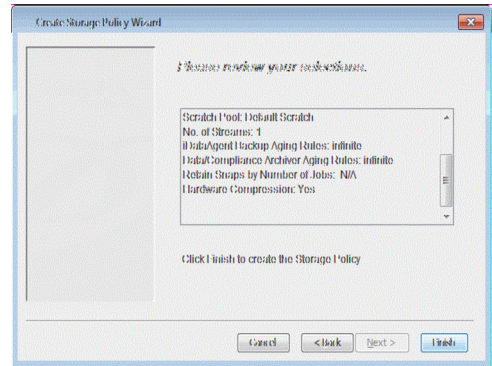 Create Storage Policy Wizard
Please review your selections.
Scratch Pool: Default Scratch
No. of Streams: 1
iDataAgent Backup Aging Rules: infinite
Data/Compliance Archiver Aging Rules: infinite
Retain Snaps by Number of Jobs: N/A
Hardware Compression: Yes
Click Finish to create the Storage Policy
Cancel
< Back
Next >
Finish